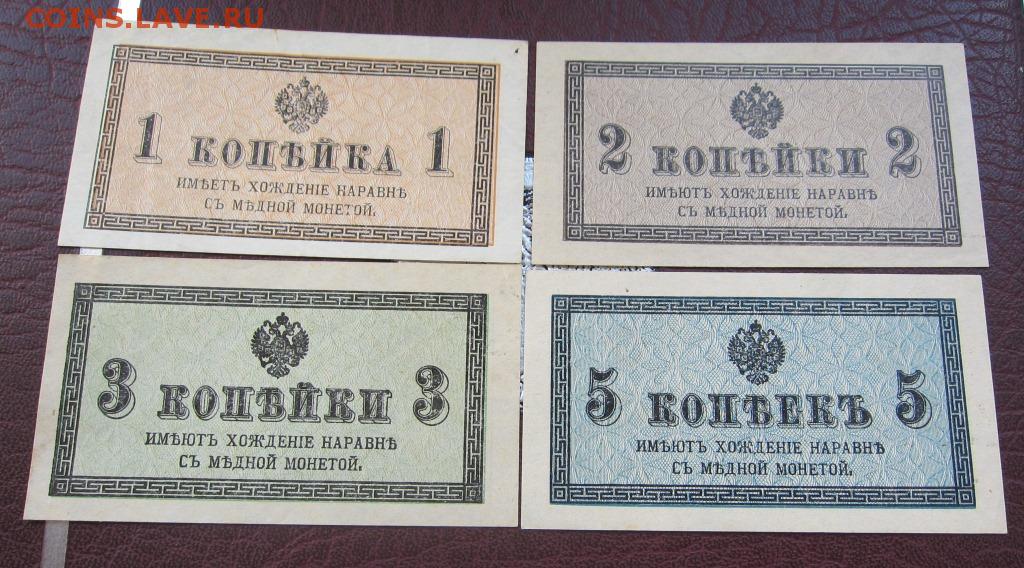 COINS.LAVE.RU
1 КОПѢЙКА 1
ИМѢЕТЪ ХОЖДЕНІЕ НАРАВНѢ
СЪ МѢДНОЙ МОНЕТОЙ.
2 КОПѢЙКИ 2
ИМѢЮТЪ ХОЖДЕНІЕ НАРАВНѢ
СЪ МѢДНОЙ МОНЕТОЙ.
3 КОПѢЙКИ 3
ИМѢЮТЪ ХОЖДЕНІЕ НАРАВНѢ
СЪ МѢДНОЙ МОНЕТОЙ.
5 КОПѢЕКЪ 5
ИМѢЮТЪ ХОЖДЕНІЕ НАРАВНѢ
СЪ МѢДНОЙ МОНЕТОЙ.